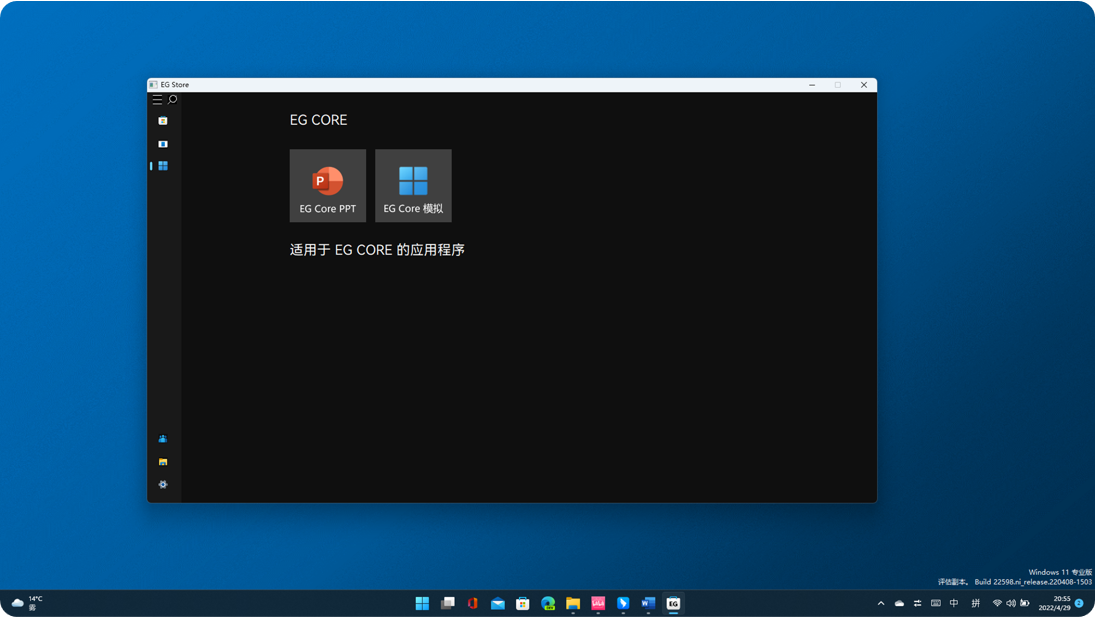 EG Store
EG CORE
EG Core PPT
EG Core 模拟
适用于 EG CORE 的应用程序
Windows 11 专业版
评估副本。 Build 22598.ni_release.220408-1503
14°C
雾
EG
中
拼
20:55
2022/4/29
2